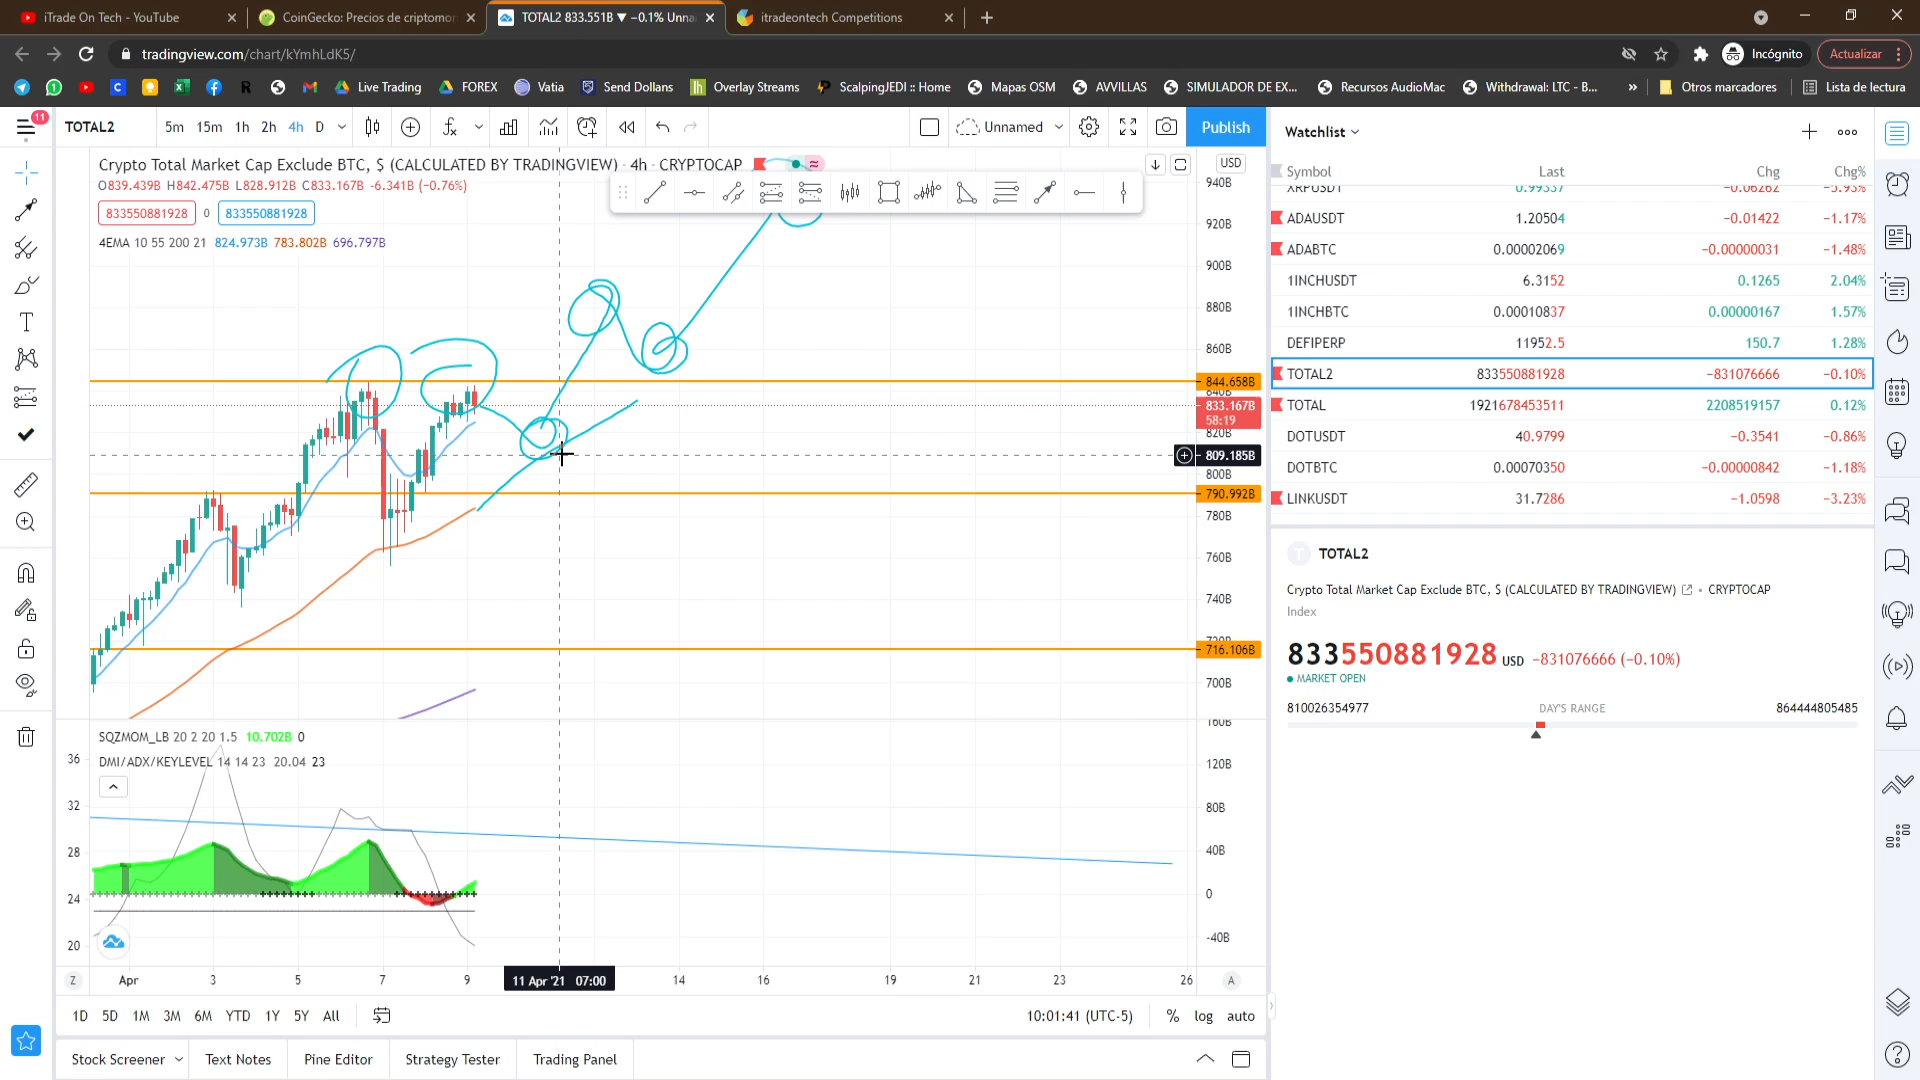 iTrade On Tech - YouTube
CoinGecko: Precios de criptomor
TOTAL2 833.551B ▼ −0.1% Unna
itradeontech Competitions
tradingview.com/chart/kYmhLdK5/
Incógnito
Actualizar
Live Trading
FOREX
Vatia
Send Dollans
Overlay Streams
ScalpingJEDI :: Home
Mapas OSM
AVVILLAS
SIMULADOR DE EX...
Recursos AudioMac
Withdrawal: LTC - B...
»
Otros marcadores
Lista de lectura
11
TOTAL2
5m 15m 1h 2h 4h D
Unnamed
Publish
Crypto Total Market Cap Exclude BTC, $ (CALCULATED BY TRADINGVIEW) · 4h · CRYPTOCAP
O839.439B H842.475B L828.912C C833.167B -6.341B (−0.76%)
833550881928 0 833550881928
4EMA 10 55 200 21 824.973B 783.802B 696.797B
USD
940B
920B
900B
880B
860B
844.658B
840B
833.167B
58:19
820B
809.185B
800B
790.992B
780B
760B
740B
720B
716.106B
700B
SQZMOM_LB 20 2 20 1.5 10.702B 0
DMI/ADX/KEYLEVEL 14 14 23 20.04 23
36
32
28
24
20
160B
120B
80B
40B
0
-40B
Z
Apr 3 5 7 9 11 Apr '21 07:00 14 16 19 21 23 26
A
1D 5D 1M 3M 6M YTD 1Y 5Y All
10:01:41 (UTC-5)
% log auto
Stock Screener
Text Notes
Pine Editor
Strategy Tester
Trading Panel
Watchlist
Symbol Last Chg Chg%
XRPUSDT 0.99337 −0.06262 −5.93%
ADAUSDT 1.20504 −0.01422 −1.17%
ADABTC 0.00002069 −0.00000031 −1.48%
1INCHUSDT 6.3152 0.1265 2.04%
1INCHBTC 0.00010837 0.00000167 1.57%
DEFIPERP 11952.5 150.7 1.28%
TOTAL2 833550881928 −831076666 −0.10%
TOTAL 1921678453511 2208519157 0.12%
DOTUSDT 40.9799 −0.3541 −0.86%
DOTBTC 0.00070350 −0.00000842 −1.18%
LINKUSDT 31.7286 −1.0598 −3.23%
T TOTAL2
Crypto Total Market Cap Exclude BTC, $ (CALCULATED BY TRADINGVIEW) • CRYPTOCAP
Index
833550881928 USD −831076666 (−0.10%)
MARKET OPEN
810026354977 DAY'S RANGE 864444805485